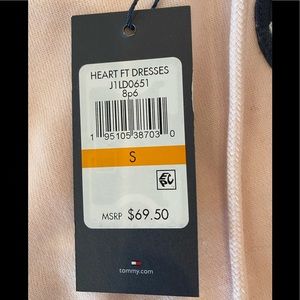 HEART FT DRESSES
J1LD0651
8p6
1 95105 38703 0
S
MSRP $69.50
tommy.com